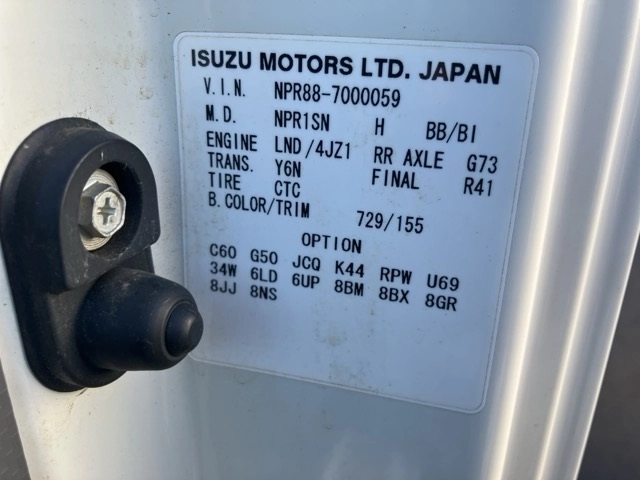 ISUZU MOTORS LTD. JAPAN
V.I.N. NPR88-7000059
M.D. NPR1SN H BB/BI
ENGINE LND/4JZ1 RR AXLE G73
TRANS. Y6N FINAL R41
TIRE CTC
B.COLOR/TRIM 729/155
OPTION
C60 G50 JCQ K44 RPW U69
34W 6LD 6UP 8BM 8BX 8GR
8JJ 8NS